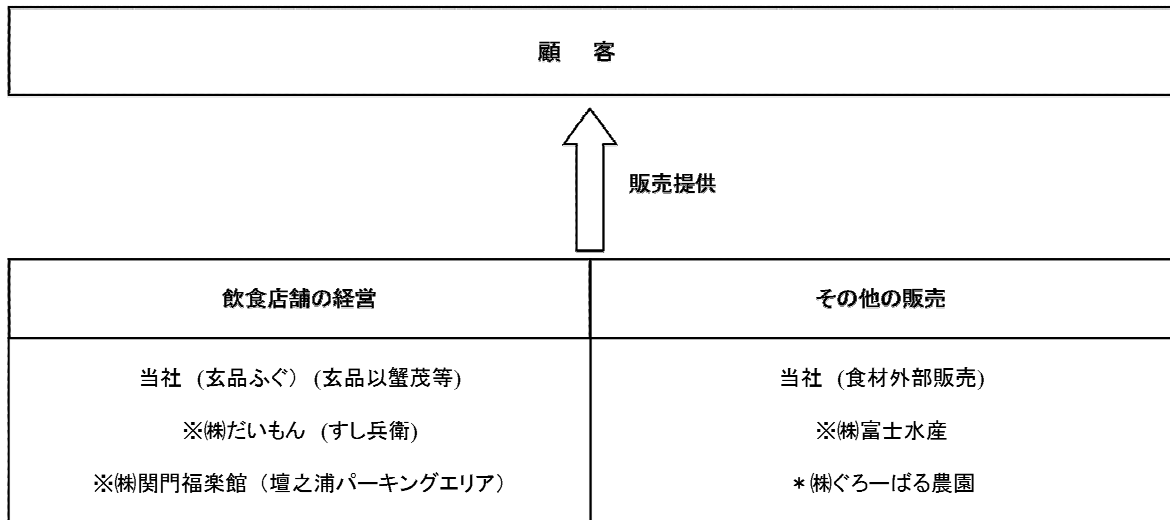 顧　客
販売提供
飲食店舗の経営
その他の販売
当社 (玄品ふぐ) (玄品以蟹茂等)
※㈱だいもん (すし兵衛)
※㈱関門福楽館 (壇之浦パーキングエリア)
当社 (食材外部販売)
※㈱富士水産
＊㈱ぐろーばる農園